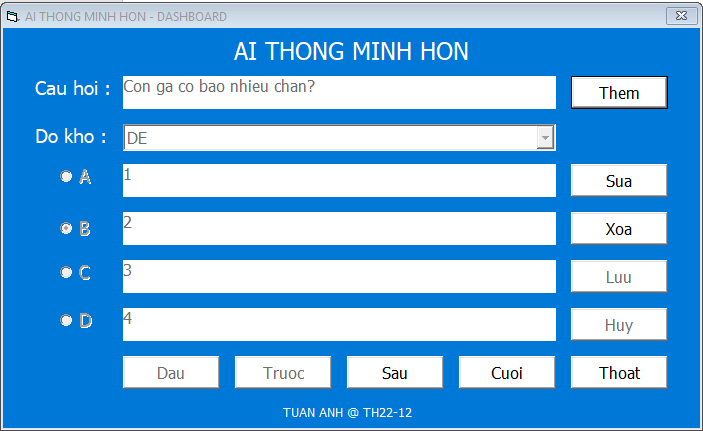 AI THONG MINH HON - DASHBOARD
AI THONG MINH HON
Cau hoi : Con ga co bao nhieu chan? Them
Do kho : DE
A 1 Sua
B 2 Xoa
C 3 Luu
D 4 Huy
Dau Truoc Sau Cuoi Thoat
TUAN ANH @ TH22-12